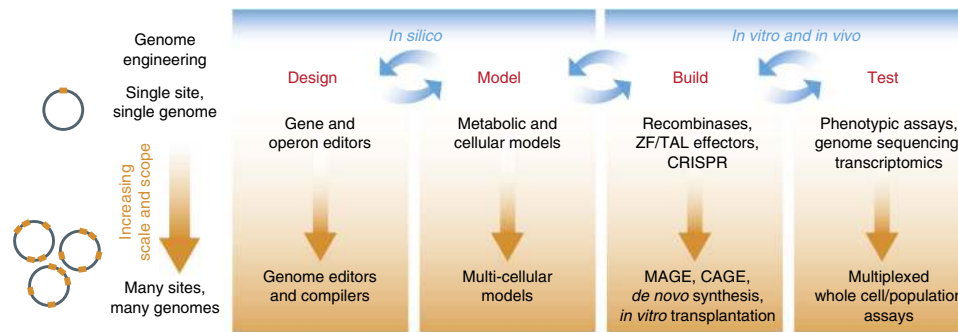 Genome
engineering
In silico
In vitro and in vivo
Design
Model
Build
Test
Single site,
single genome
Gene and
operon editors
Metabolic and
cellular models
Recombinases,
ZF/TAL effectors,
CRISPR
Phenotypic assays,
genome sequencing
transcriptomics
Increasing
scale and scope
Many sites,
many genomes
Genome editors
and compilers
Multi-cellular
models
MAGE, CAGE,
de novo synthesis,
in vitro transplantation
Multiplexed
whole cell/population
assays